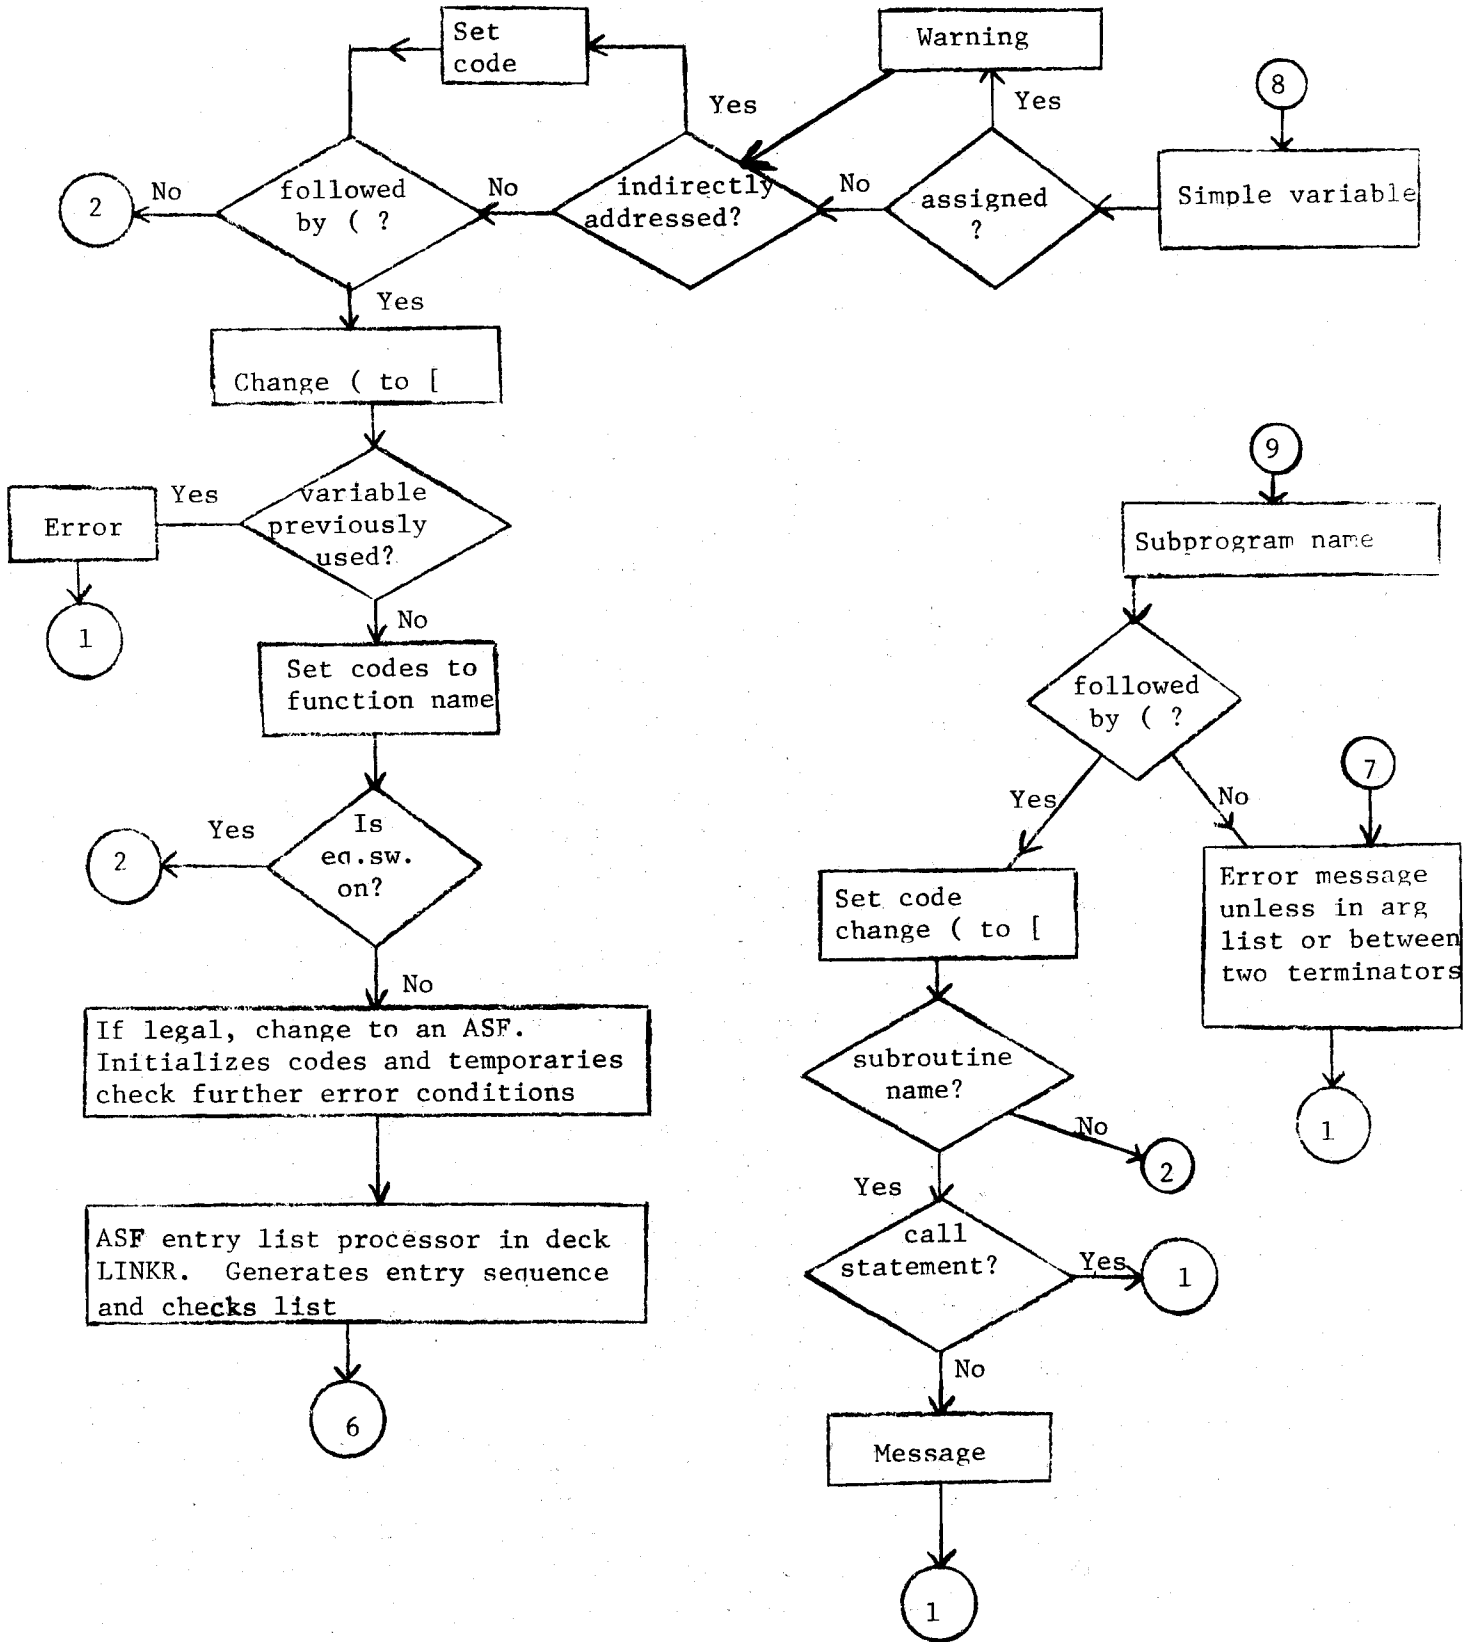 Set
code
Warning
8
Yes
Yes
Simple variable
assigned
?
No
indirectly
addressed?
No
followed
by ( ?
No
2
Yes
Change ( to [
variable
previously
used?
Yes
Error
1
No
Set codes to
function name
Is
eq.sw.
on?
Yes
2
No
If legal, change to an ASF.
Initializes codes and temporaries
check further error conditions
ASF entry list processor in deck
LINKR. Generates entry sequence
and checks list
6
9
Subprogram name
followed
by ( ?
Yes
No
7
Set code
change ( to [
Error message
unless in arg
list or between
two terminators
1
subroutine
name?
No
2
Yes
call
statement?
Yes
1
No
Message
1